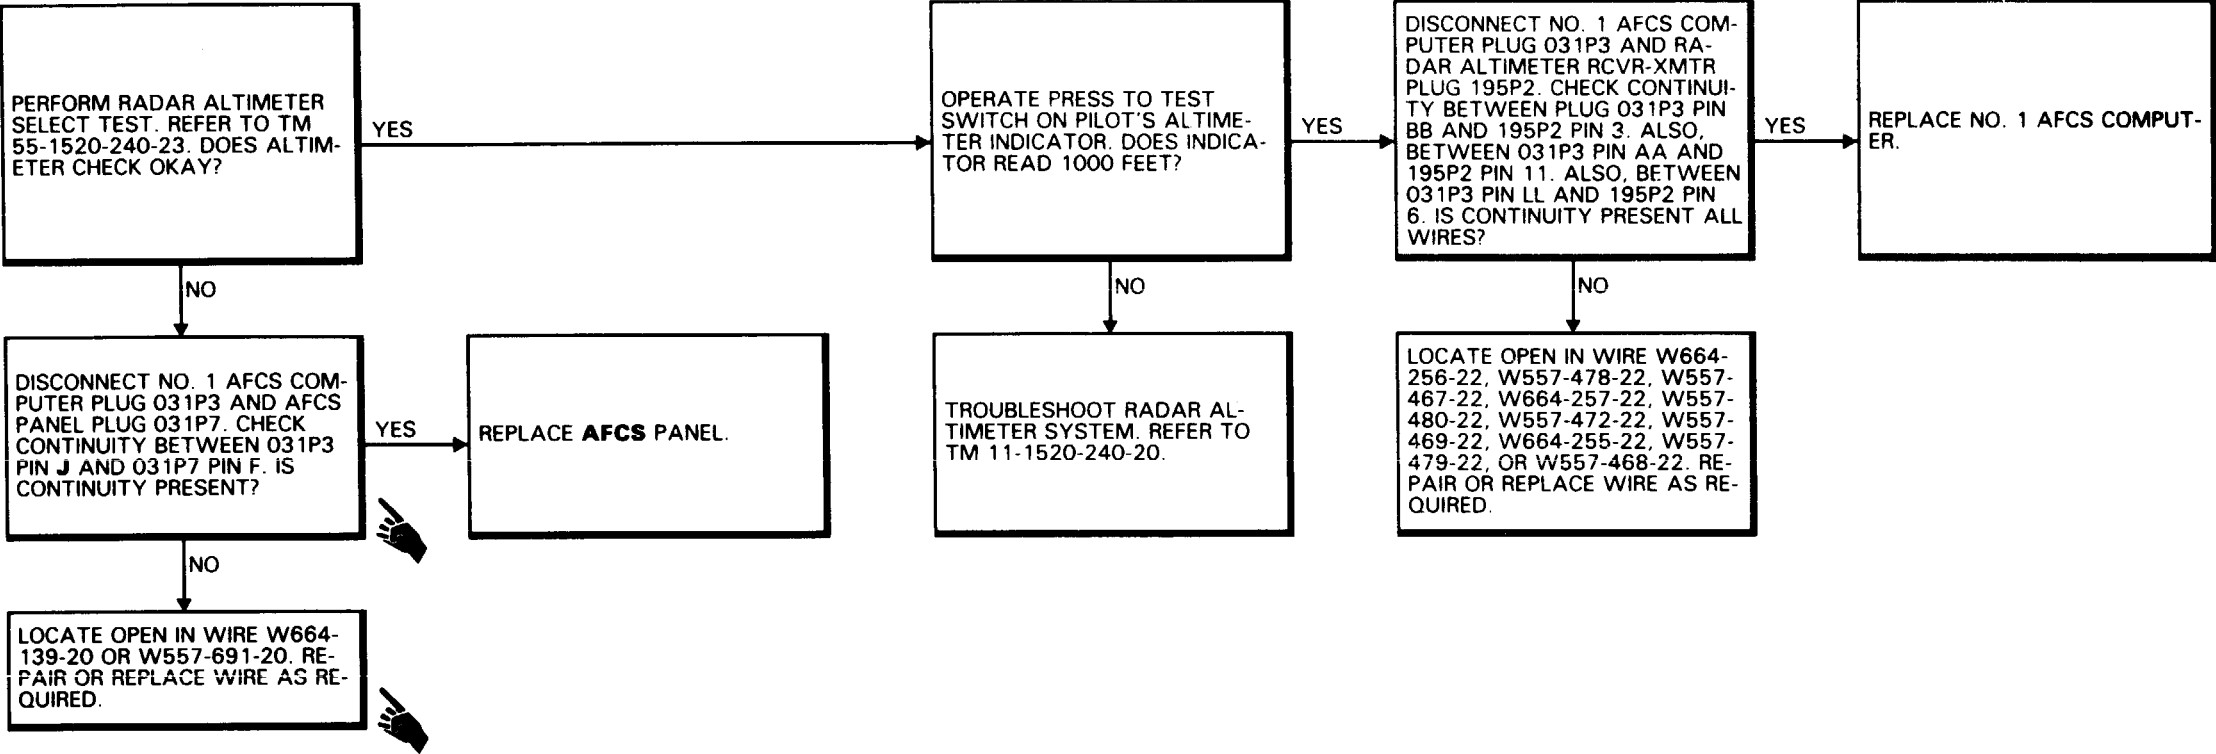 PERFORM RADAR ALTIMETER
SELECT TEST. REFER TO TM
55-1520-240-23. DOES ALTIM-
ETER CHECK OKAY?
YES
OPERATE PRESS TO TEST
SWITCH ON PILOT'S ALTIME-
TER INDICATOR. DOES INDICA-
TOR READ 1000 FEET?
YES
DISCONNECT NO. 1 AFCS COM-
PUTER PLUG 031P3 AND RA-
DAR ALTIMETER RCVR-XMTR
PLUG 195P2. CHECK CONTINUI-
TY BETWEEN PLUG 031P3 PIN
BB AND 195P2 PIN 3. ALSO,
BETWEEN 031P3 PIN AA AND
195P2 PIN 11. ALSO, BETWEEN
031P3 PIN LL AND 195P2 PIN
6. IS CONTINUITY PRESENT ALL
WIRES?
YES
REPLACE NO. 1 AFCS COMPUT-
ER.
NO
NO
NO
DISCONNECT NO. 1 AFCS COM-
PUTER PLUG 031P3 AND AFCS
PANEL PLUG 031P7. CHECK
CONTINUITY BETWEEN 031P3
PIN J AND 031P7 PIN F. IS
CONTINUITY PRESENT?
YES
REPLACE AFCS PANEL.
TROUBLESHOOT RADAR AL-
TIMETER SYSTEM. REFER TO
TM 11-1520-240-20.
LOCATE OPEN IN WIRE W664-
256-22, W557-478-22, W557-
467-22, W664-257-22, W557-
480-22, W557-472-22, W557-
469-22, W664-255-22, W557-
479-22, OR W557-468-22. RE-
PAIR OR REPLACE WIRE AS RE-
QUIRED.
NO
LOCATE OPEN IN WIRE W664-
139-20 OR W557-691-20. RE-
PAIR OR REPLACE WIRE AS RE-
QUIRED.